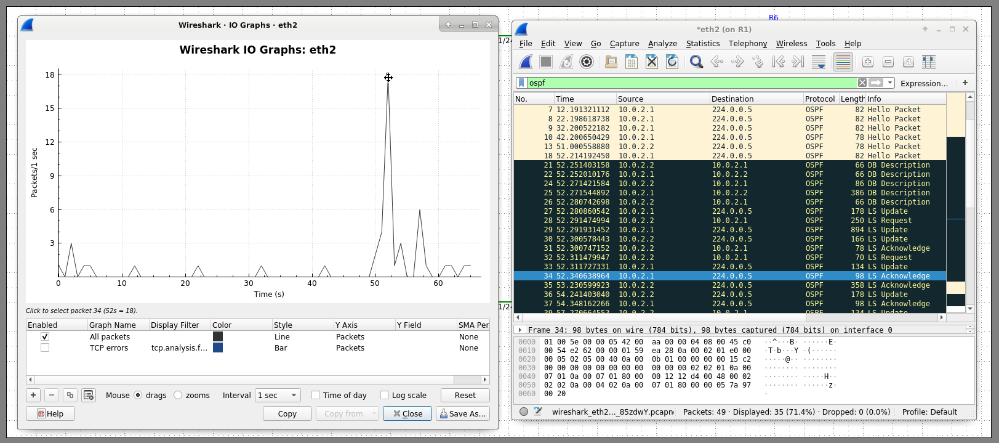 R6
1/24
1/24
Wireshark · IO Graphs · eth2
Wireshark IO Graphs: eth2
Packets/1 sec
18
15
12
9
6
3
0 10 20 30 40 50 60
Time (s)
Click to select packet 34 (52s = 18).
Enabled Graph Name Display Filter Color Style Y Axis Y Field SMA Per
All packets Line Packets None
TCP errors tcp.analysis.f... Bar Packets None
Mouse drags zooms Interval 1 sec Time of day Log scale Reset
Help Copy Copy from Close Save As...
*eth2 (on R1)
File Edit View Go Capture Analyze Statistics Telephony Wireless Tools Help
ospf Expression... +
No. Time Source Destination Protocol Length Info
7 12.191321112 10.0.2.1 224.0.0.5 OSPF 82 Hello Packet
8 22.198618738 10.0.2.1 224.0.0.5 OSPF 82 Hello Packet
9 32.200522182 10.0.2.1 224.0.0.5 OSPF 82 Hello Packet
10 42.200650429 10.0.2.1 224.0.0.5 OSPF 78 Hello Packet
13 51.000558880 10.0.2.2 224.0.0.5 OSPF 78 Hello Packet
18 52.214192450 10.0.2.1 224.0.0.5 OSPF 82 Hello Packet
21 52.251403158 10.0.2.2 10.0.2.1 OSPF 66 DB Description
22 52.252010176 10.0.2.1 10.0.2.2 OSPF 66 DB Description
24 52.271421584 10.0.2.2 10.0.2.1 OSPF 86 DB Description
25 52.271544892 10.0.2.1 10.0.2.2 OSPF 386 DB Description
26 52.280742698 10.0.2.2 10.0.2.1 OSPF 66 DB Description
27 52.280860542 10.0.2.1 224.0.0.5 OSPF 178 LS Update
28 52.291474994 10.0.2.2 10.0.2.1 OSPF 250 LS Request
29 52.291931452 10.0.2.1 224.0.0.5 OSPF 894 LS Update
30 52.300578443 10.0.2.2 224.0.0.5 OSPF 166 LS Update
31 52.300747152 10.0.2.2 10.0.2.1 OSPF 78 LS Acknowledge
32 52.311479947 10.0.2.2 10.0.2.1 OSPF 70 LS Request
33 52.311727331 10.0.2.1 224.0.0.5 OSPF 134 LS Update
34 52.340638964 10.0.2.1 224.0.0.5 OSPF 98 LS Acknowledge
35 53.230599923 10.0.2.2 224.0.0.5 OSPF 358 LS Acknowledge
36 54.241403040 10.0.2.2 224.0.0.5 OSPF 178 LS Update
37 54.348162266 10.0.2.1 224.0.0.5 OSPF 98 LS Acknowledge
39 57.270664553 10.0.2.2 10.0.2.1 OSPF 134 LS Update
Frame 34: 98 bytes on wire (784 bits), 98 bytes captured (784 bits) on interface 0
0000 01 00 5e 00 00 05 42 00 aa 00 00 04 08 00 45 c0 ··^···B· ······E·
0010 00 54 e2 62 00 00 01 59 ea 28 0a 00 02 01 e0 00 ·T·b···Y ·(······
0020 00 05 02 05 00 40 0a 00 0b 01 00 00 00 00 15 c2 ·····@·· ········
0030 00 00 00 00 00 00 00 00 00 00 00 02 02 01 0a 00 ········ ········
0040 07 01 0a 00 07 01 80 00 00 12 12 d4 00 48 00 02 ········ ·····H··
0050 02 02 0a 00 04 02 0a 00 07 01 80 00 00 05 7a 97 ········ ······z·
0060 00 20 ·
wireshark_eth2..._85zdwY.pcapn Packets: 49 · Displayed: 35 (71.4%) · Dropped: 0 (0.0%) Profile: Default